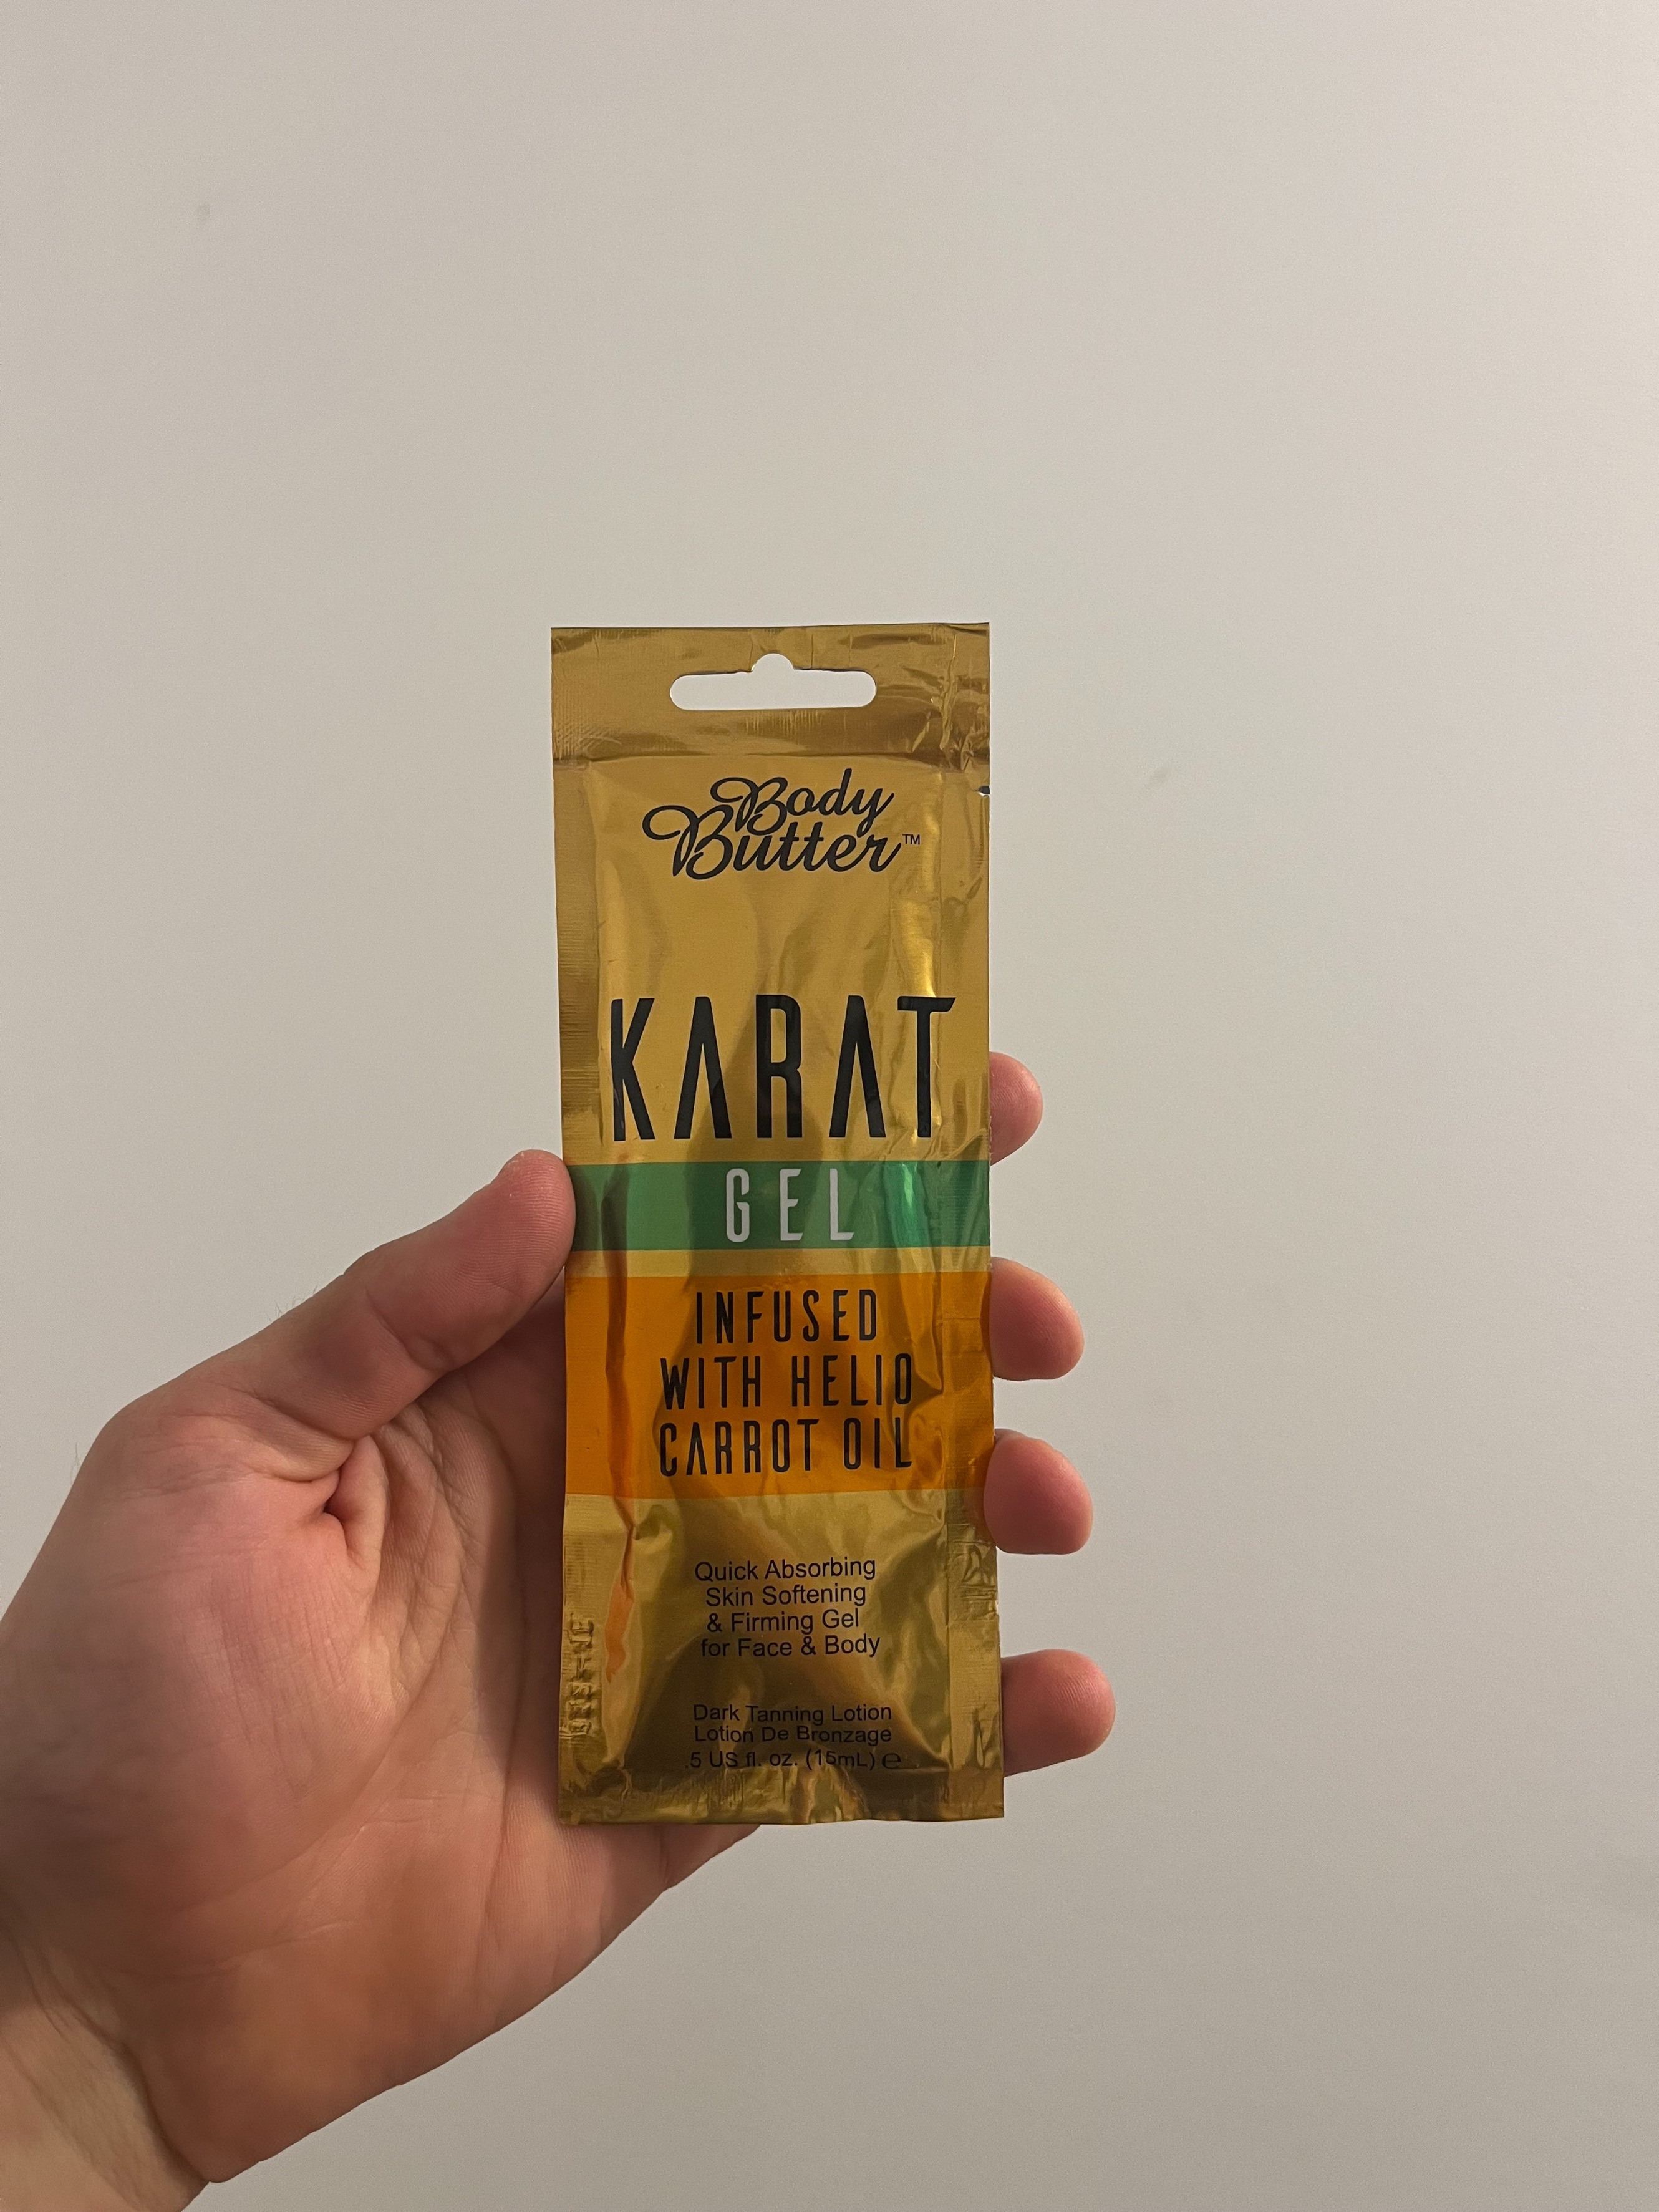 Body
Butter™
KARAT
GEL
INFUSED
WITH HELIO
CARROT OIL
Quick Absorbing
Skin Softening
& Firming Gel
for Face & Body
Dark Tanning Lotion
Lotion De Bronzage
.5 US fl. oz. (15mL) ℮